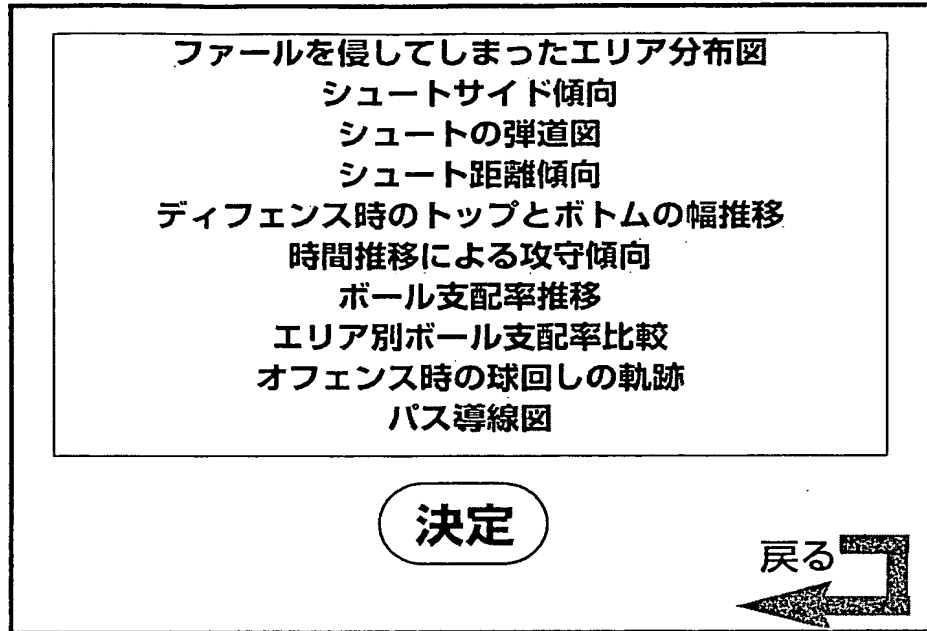 ファールを侵してしまったエリア分布図
シュートサイド傾向
シュートの弾道図
シュート距離傾向
ディフェンス時のトップとボトムの幅推移
時間推移による攻守傾向
ボール支配率推移
エリア別ボール支配率比較
オフェンス時の球回しの軌跡
パス導線図
決定
戻る